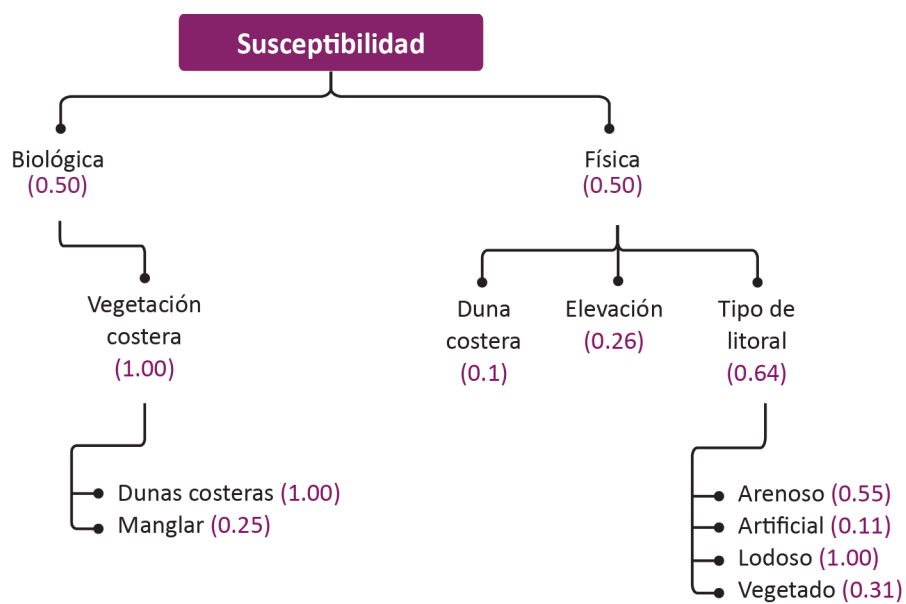 Susceptibilidad
Biológica
(0.50)
Física
(0.50)
Vegetación
costera
(1.00)
Duna
costera
(0.1)
Elevación
(0.26)
Tipo de
litoral
(0.64)
Dunas costeras (1.00)
Manglar (0.25)
Arenoso (0.55)
Artificial (0.11)
Lodoso (1.00)
Vegetado (0.31)